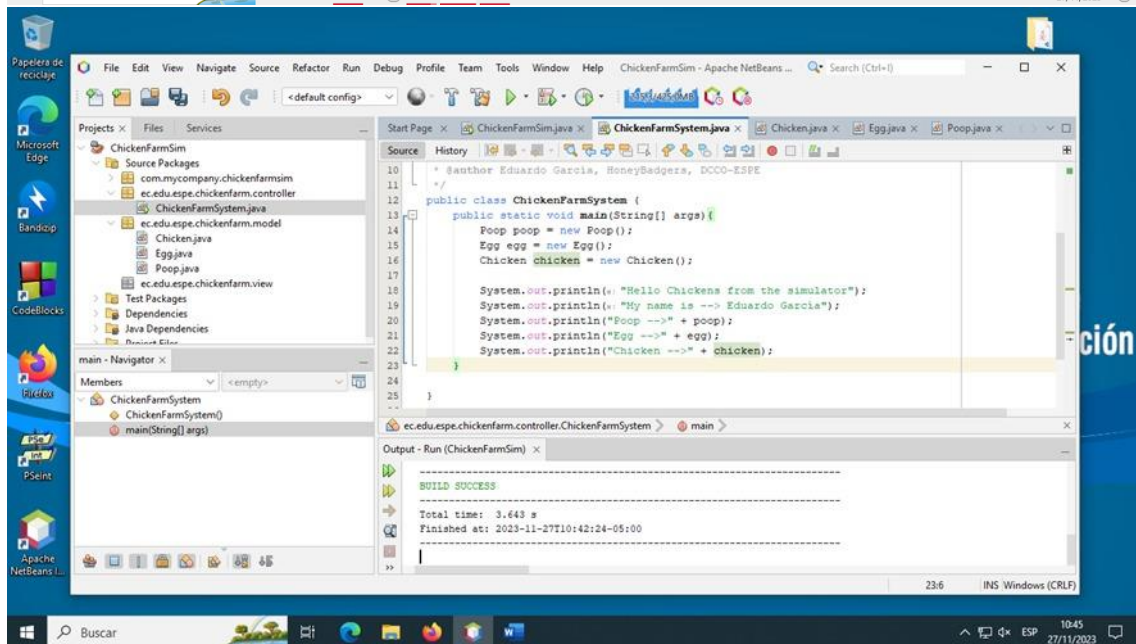 Papelera de
reciclaje
Microsoft
Edge
Bandizip
CodeBlocks
Firefox
PSeInt
Apache
NetBeans I...
File Edit View Navigate Source Refactor Run Debug Profile Team Tools Window Help ChickenFarmSim - Apache NetBeans ... Search (Ctrl+I)
<default config>
Projects Files Services
ChickenFarmSim
Source Packages
com.mycompany.chickenfarmsim
ec.edu.espe.chickenfarm.controller
ChickenFarmSystem.java
ec.edu.espe.chickenfarm.model
Chicken.java
Egg.java
Poop.java
ec.edu.espe.chickenfarm.view
Test Packages
Dependencies
Java Dependencies
Project Files
main - Navigator
Members <empty>
ChickenFarmSystem
ChickenFarmSystem()
main(String[] args)
Start Page ChickenFarmSim.java ChickenFarmSystem.java Chicken.java Egg.java Poop.java
Source History
10 * @author Eduardo Garcia, HoneyBadgers, DCCO-ESPE
11 */
12 public class ChickenFarmSystem {
13 public static void main(String[] args){
14 Poop poop = new Poop();
15 Egg egg = new Egg();
16 Chicken chicken = new Chicken();
17
18 System.out.println(x: "Hello Chickens from the simulator");
19 System.out.println(x: "My name is --> Eduardo Garcia");
20 System.out.println("Poop -->" + poop);
21 System.out.println("Egg -->" + egg);
22 System.out.println("Chicken -->" + chicken);
23 }
24
25 }
ec.edu.espe.chickenfarm.controller.ChickenFarmSystem main
Output - Run (ChickenFarmSim)
------------------------------------------------------------------------
BUILD SUCCESS
------------------------------------------------------------------------
Total time: 3.643 s
Finished at: 2023-11-27T10:42:24-05:00
------------------------------------------------------------------------
23:6 INS Windows (CRLF)
ción
Buscar
ESP
10:45
27/11/2023